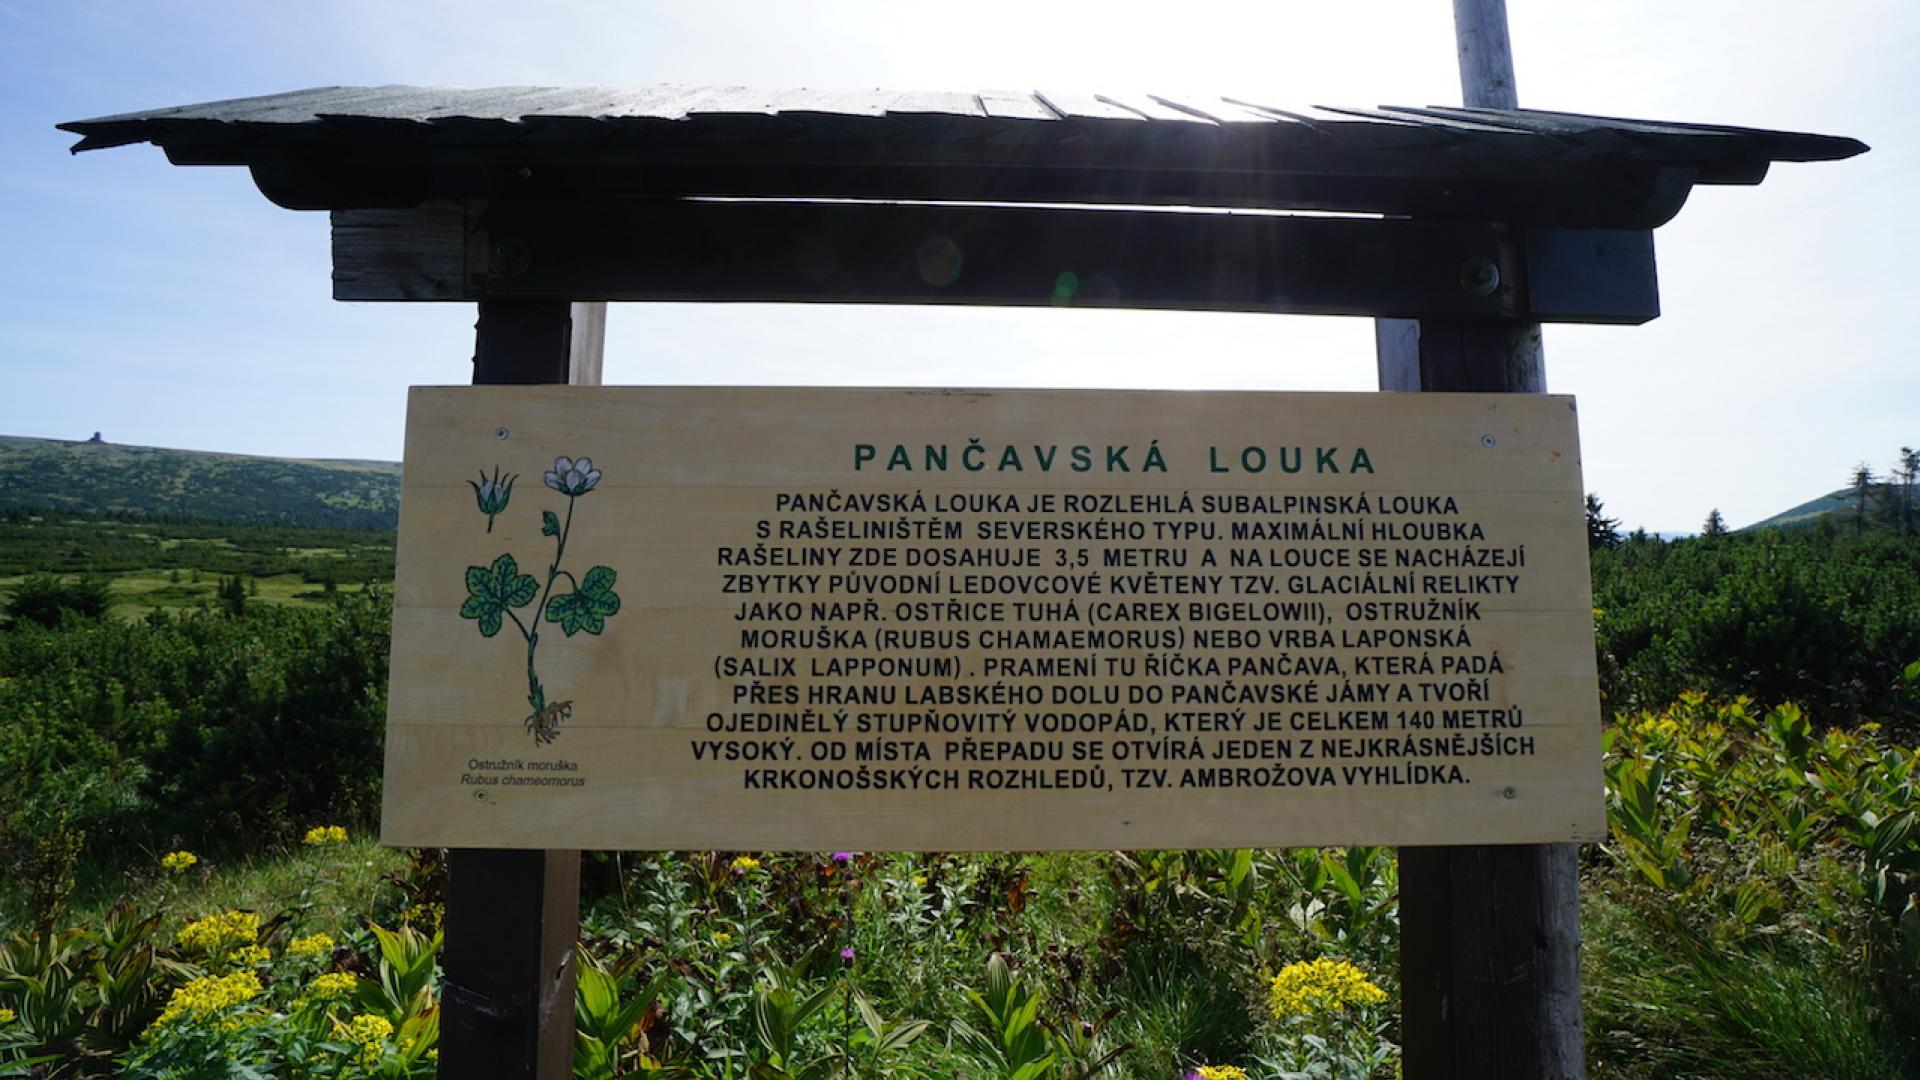 PANČAVSKÁ LOUKA
PANČAVSKÁ LOUKA JE ROZLEHLÁ SUBALPINSKÁ LOUKA
S RAŠELINIŠTĚM SEVERSKÉHO TYPU. MAXIMÁLNÍ HLOUBKA
RAŠELINY ZDE DOSAHUJE 3,5 METRU A NA LOUCE SE NACHÁZEJÍ
ZBYTKY PŮVODNÍ LEDOVCOVÉ KVĚTENY TZV. GLACIÁLNÍ RELIKTY
JAKO NAPŘ. OSTŘICE TUHÁ (CAREX BIGELOWII), OSTRUŽNÍK
MORUŠKA (RUBUS CHAMAEMORUS) NEBO VRBA LAPONSKÁ
(SALIX LAPPONUM) . PRAMENÍ TU ŘÍČKA PANČAVA, KTERÁ PADÁ
PŘES HRANU LABSKÉHO DOLU DO PANČAVSKÉ JÁMY A TVOŘÍ
OJEDINĚLÝ STUPŇOVITÝ VODOPÁD, KTERÝ JE CELKEM 140 METRŮ
VYSOKÝ. OD MÍSTA PŘEPADU SE OTVÍRÁ JEDEN Z NEJKRÁSNĚJŠÍCH
KRKONOŠSKÝCH ROZHLEDŮ, TZV. AMBROŽOVA VYHLÍDKA.
Ostružník moruška
Rubus chameomorus